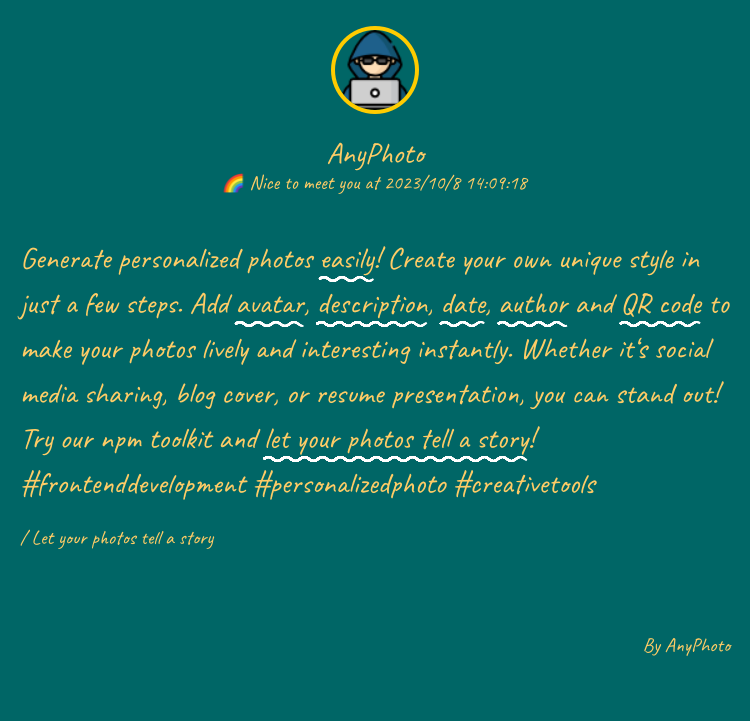 AnyPhoto
🌈 Nice to meet you at 2023/10/8 14:09:18
Generate personalized photos easily! Create your own unique style in
just a few steps. Add avatar, description, date, author and QR code to
make your photos lively and interesting instantly. Whether it‘s social
media sharing, blog cover, or resume presentation, you can stand out!
Try our npm toolkit and let your photos tell a story!
#frontenddevelopment #personalizedphoto #creativetools
/ Let your photos tell a story
By AnyPhoto